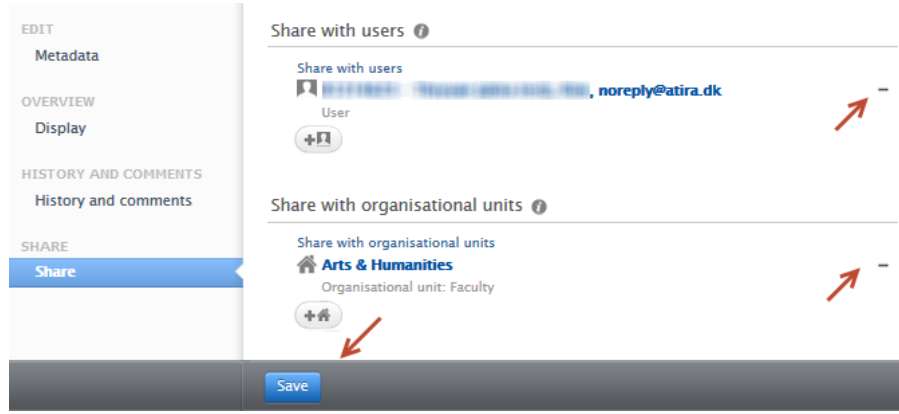 EDIT
Metadata
OVERVIEW
Display
HISTORY AND COMMENTS
History and comments
SHARE
Share
Share with users i
Share with users
, noreply@atira.dk
User
+
Share with organisational units i
Share with organisational units
Arts & Humanities
Organisational unit: Faculty
+
Save